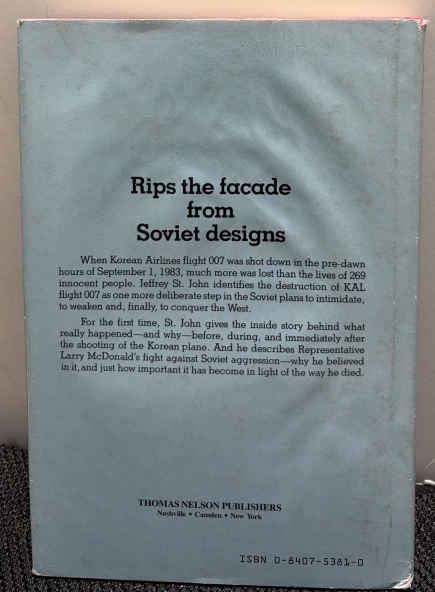 Rips the facade
from
Soviet designs
When Korean Airlines flight 007 was shot down in the pre-dawn
hours of September 1, 1983, much more was lost than the lives of 269
innocent people. Jeffrey St. John identifies the destruction of KAL
flight 007 as one more deliberate step in the Soviet plans to intimidate,
to weaken and, finally, to conquer the West.
For the first time, St. John gives the inside story behind what
really happened—and why—before, during, and immediately after
the shooting of the Korean plane. And he describes Representative
Larry McDonald's fight against Soviet aggression—why he believed
in it, and just how important it has become in light of the way he died.
THOMAS NELSON PUBLISHERS
Nashville • Camden • New York
ISBN 0-8407-5381-0